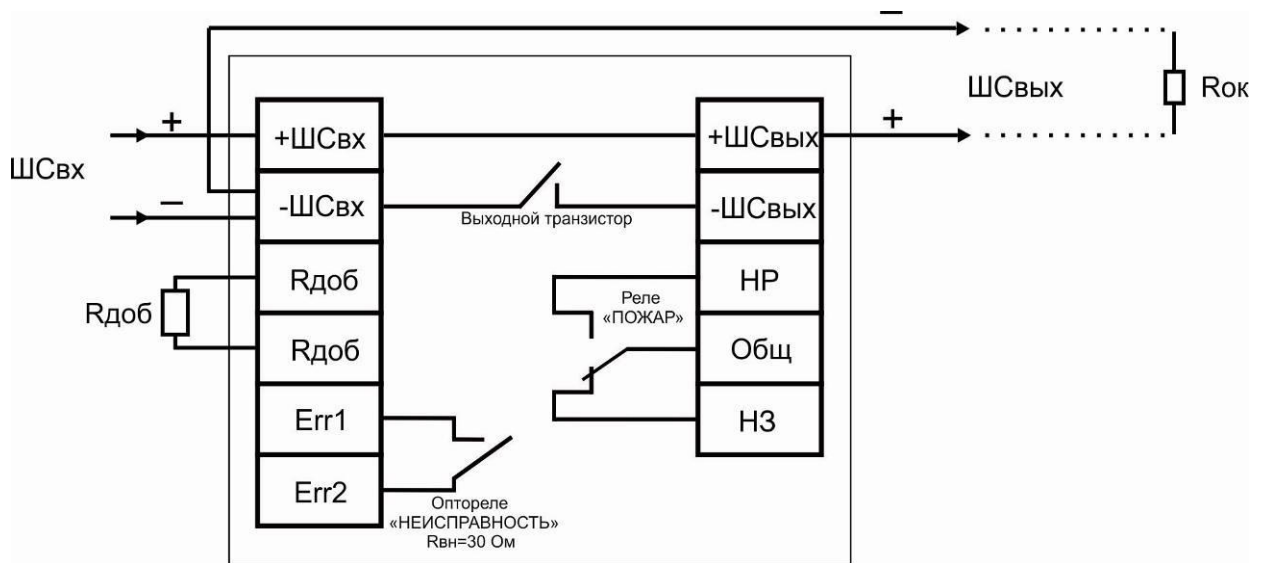 −
ШСвых
Rок
+
+
ШСвх
−
+ШСвх
-ШСвх
Rдоб
Rдоб
Err1
Err2
Rдоб
Выходной транзистор
+ШСвых
-ШСвых
НР
Общ
НЗ
Реле
«ПОЖАР»
Оптореле
«НЕИСПРАВНОСТЬ»
Rвн=30 Ом